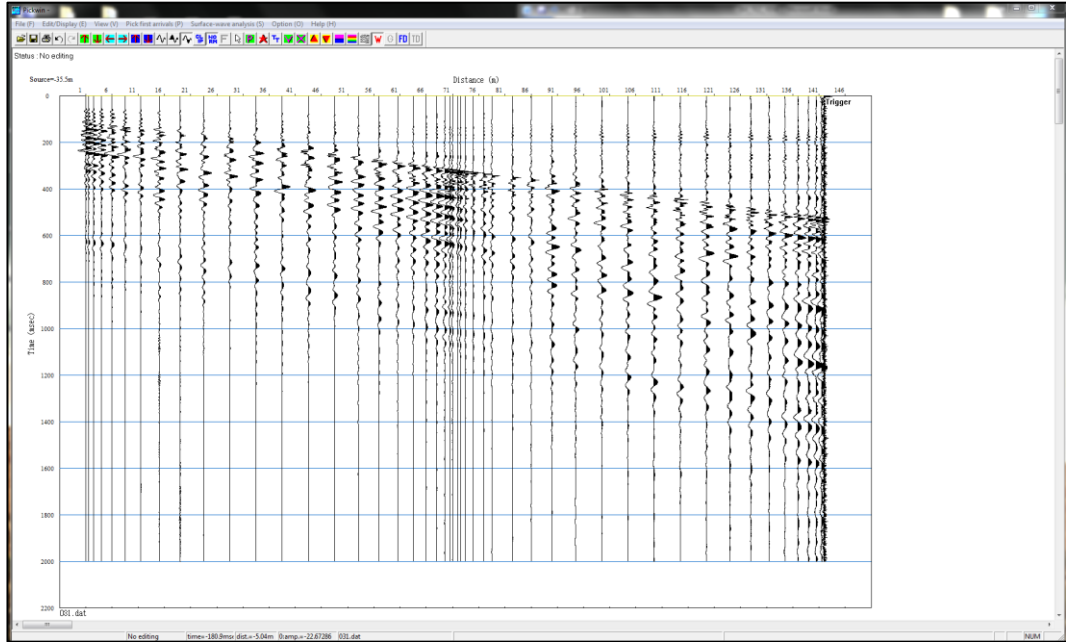 Pickwin -
File (F) Edit/Display (E) View (V) Pick first arrivals (P) Surface-wave analysis (S) Option (O) Help (H)
FD TD
Status : No editing
Source=-35.5m
Distance (m)
1 6 11 16 21 26 31 36 41 46 51 56 61 66 71 76 81 86 91 96 101 106 111 116 121 126 131 136 141 146
Trigger
0
200
400
600
800
1000
1200
1400
1600
1800
2000
2200
Time (msec)
031.dat
No editing time=-180.9mse dist.=-5.04m 0:amp.=-22.67286 031.dat NUM